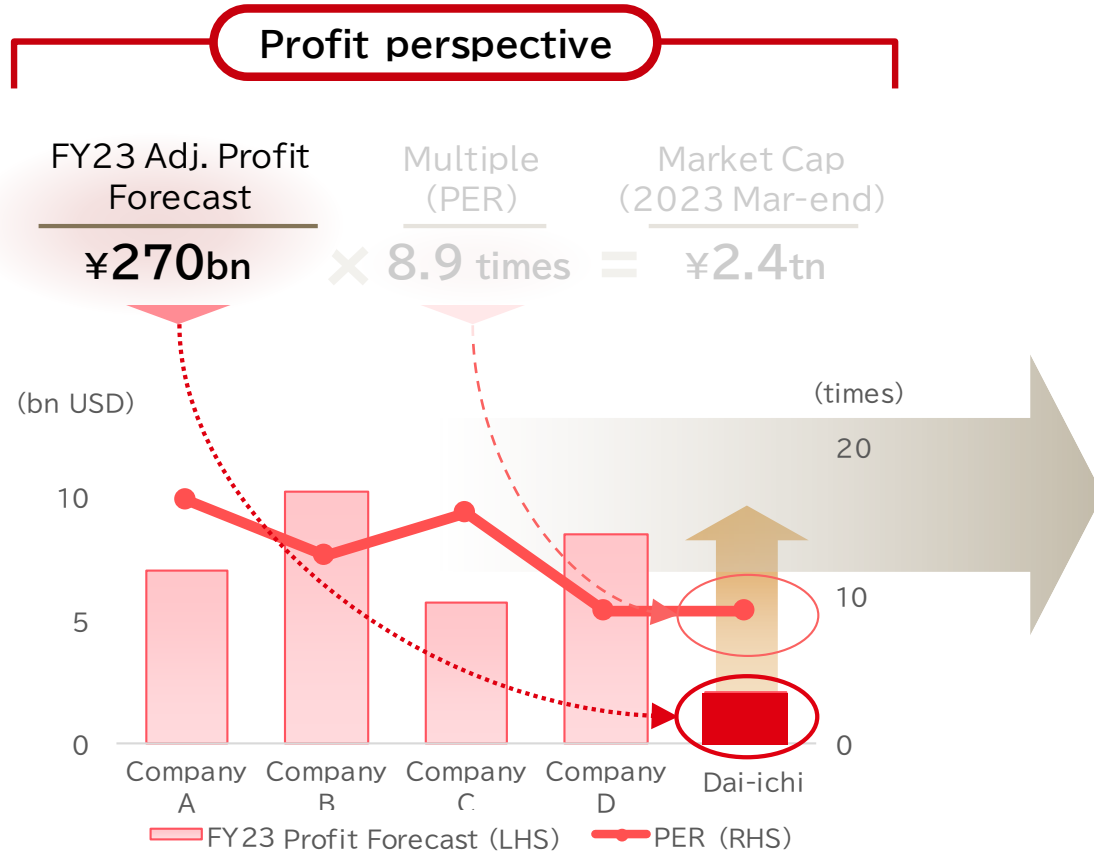 Profit perspective
FY23 Adj. Profit
Forecast
¥270bn
Multiple
(PER)
× 8.9 times =
Market Cap
(2023 Mar-end)
¥2.4tn
(bn USD)
(times)
20
10
10
5
0
0
Company
A
Company
B
Company
C
Company
D
Dai-ichi
FY23 Profit Forecast (LHS)
PER (RHS)